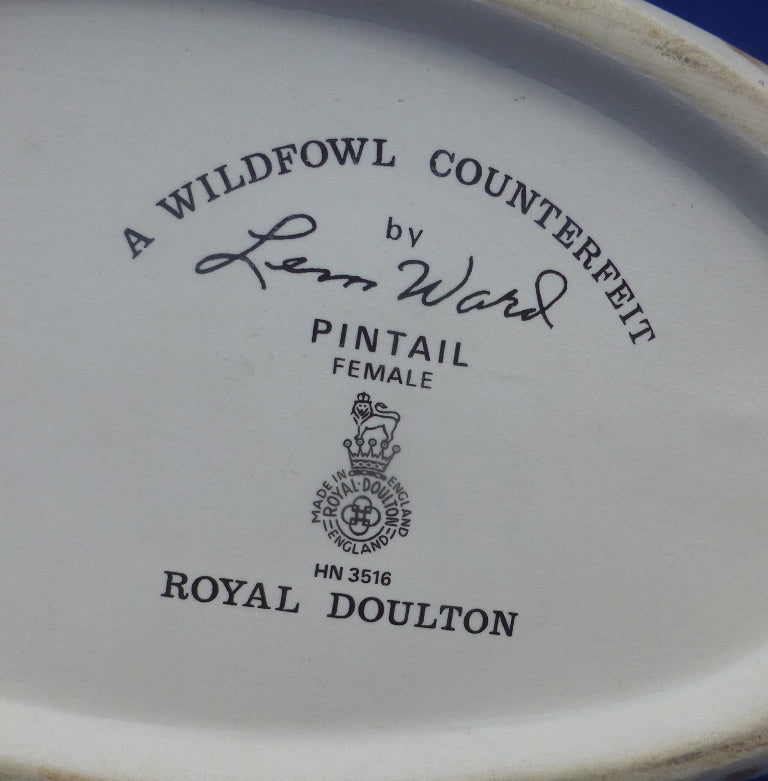 A WILDFOWL COUNTERFEIT
by
Lem Ward
PINTAIL
FEMALE
MADE IN ENGLAND
ROYAL·DOULTON
ENGLAND
HN 3516
ROYAL DOULTON